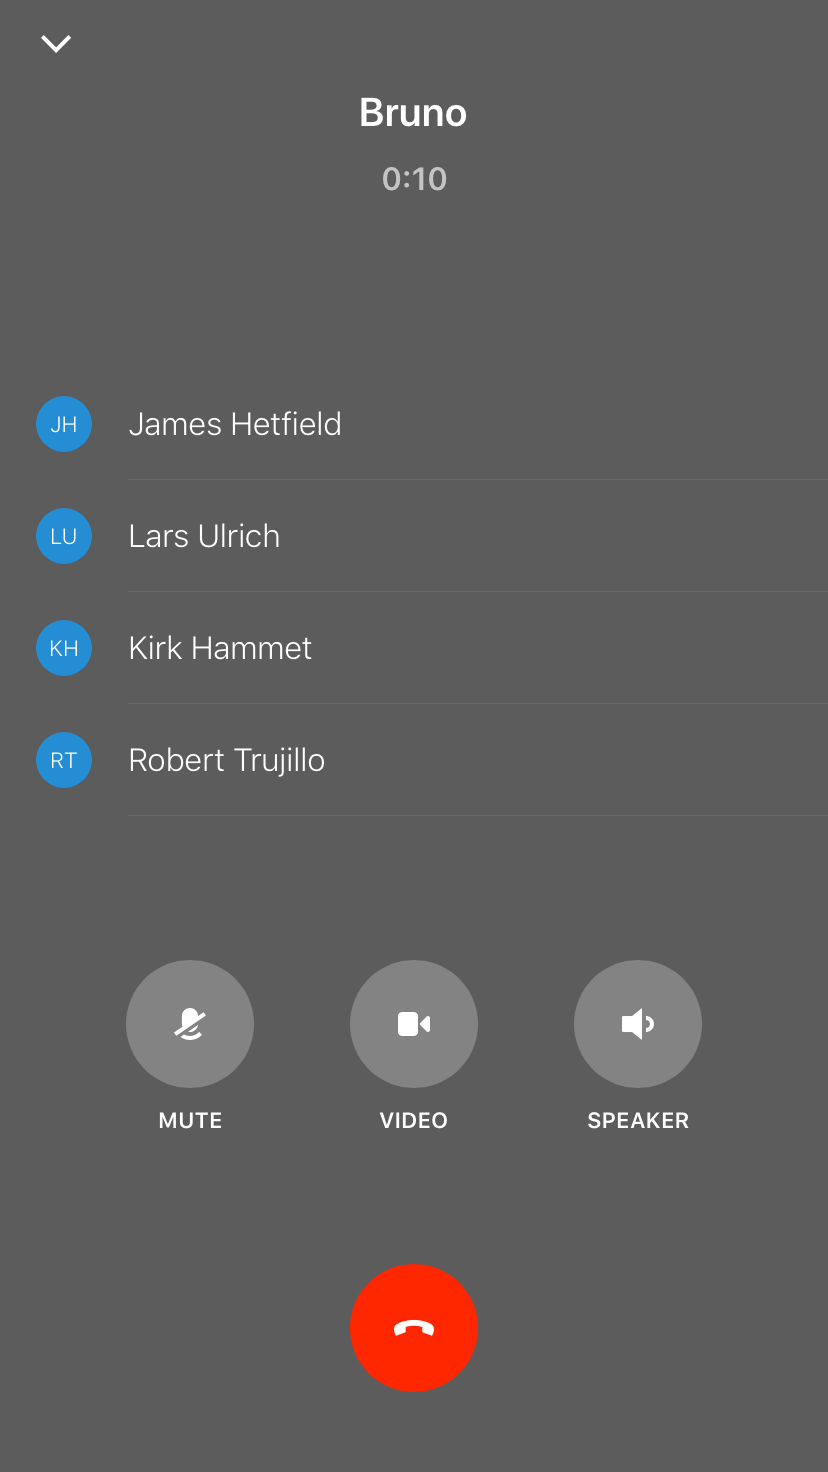 Bruno
0:10
JH James Hetfield
LU Lars Ulrich
KH Kirk Hammet
RT Robert Trujillo
MUTE VIDEO SPEAKER